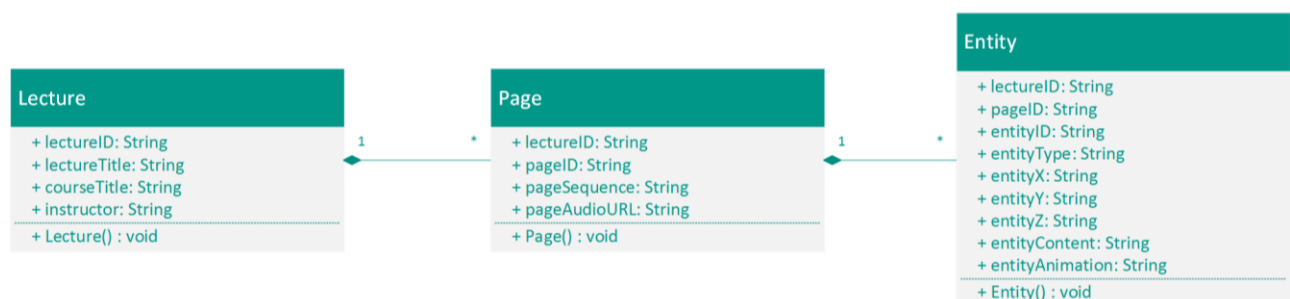 Lecture
+ lectureID: String
+ lectureTitle: String
+ courseTitle: String
+ instructor: String
+ Lecture() : void
1
*
Page
+ lectureID: String
+ pageID: String
+ pageSequence: String
+ pageAudioURL: String
+ Page() : void
1
*
Entity
+ lectureID: String
+ pageID: String
+ entityID: String
+ entityType: String
+ entityX: String
+ entityY: String
+ entityZ: String
+ entityContent: String
+ entityAnimation: String
+ Entity() : void